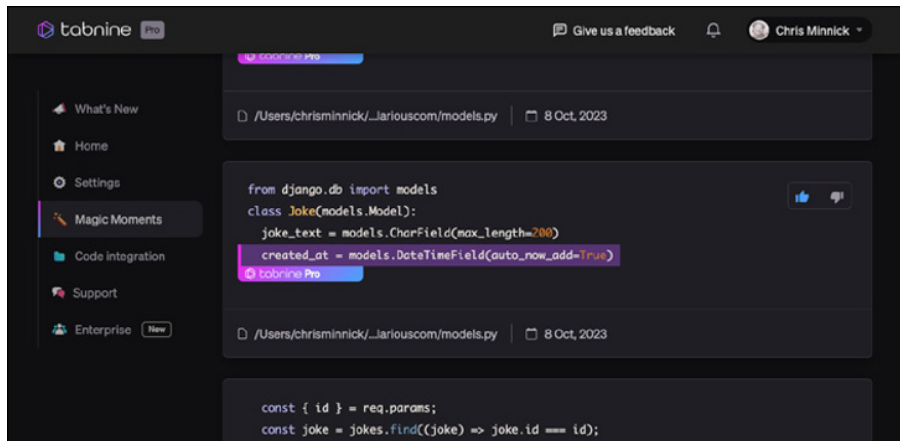 tabnine Pro
Give us a feedback
Chris Minnick
tabnine Pro
What's New
Home
Settings
Magic Moments
Code integration
Support
Enterprise New
/Users/chrisminnick/...lariouscom/models.py
8 Oct, 2023
from django.db import models
class Joke(models.Model):
joke_text = models.CharField(max_length=200)
created_at = models.DateTimeField(auto_now_add=True)
tabnine Pro
/Users/chrisminnick/...lariouscom/models.py
8 Oct, 2023
const { id } = req.params;
const joke = jokes.find((joke) => joke.id === id);